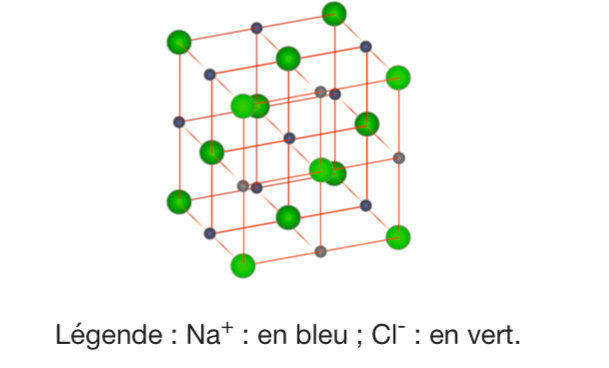 Légende : Na⁺ : en bleu ; Cl⁻ : en vert.